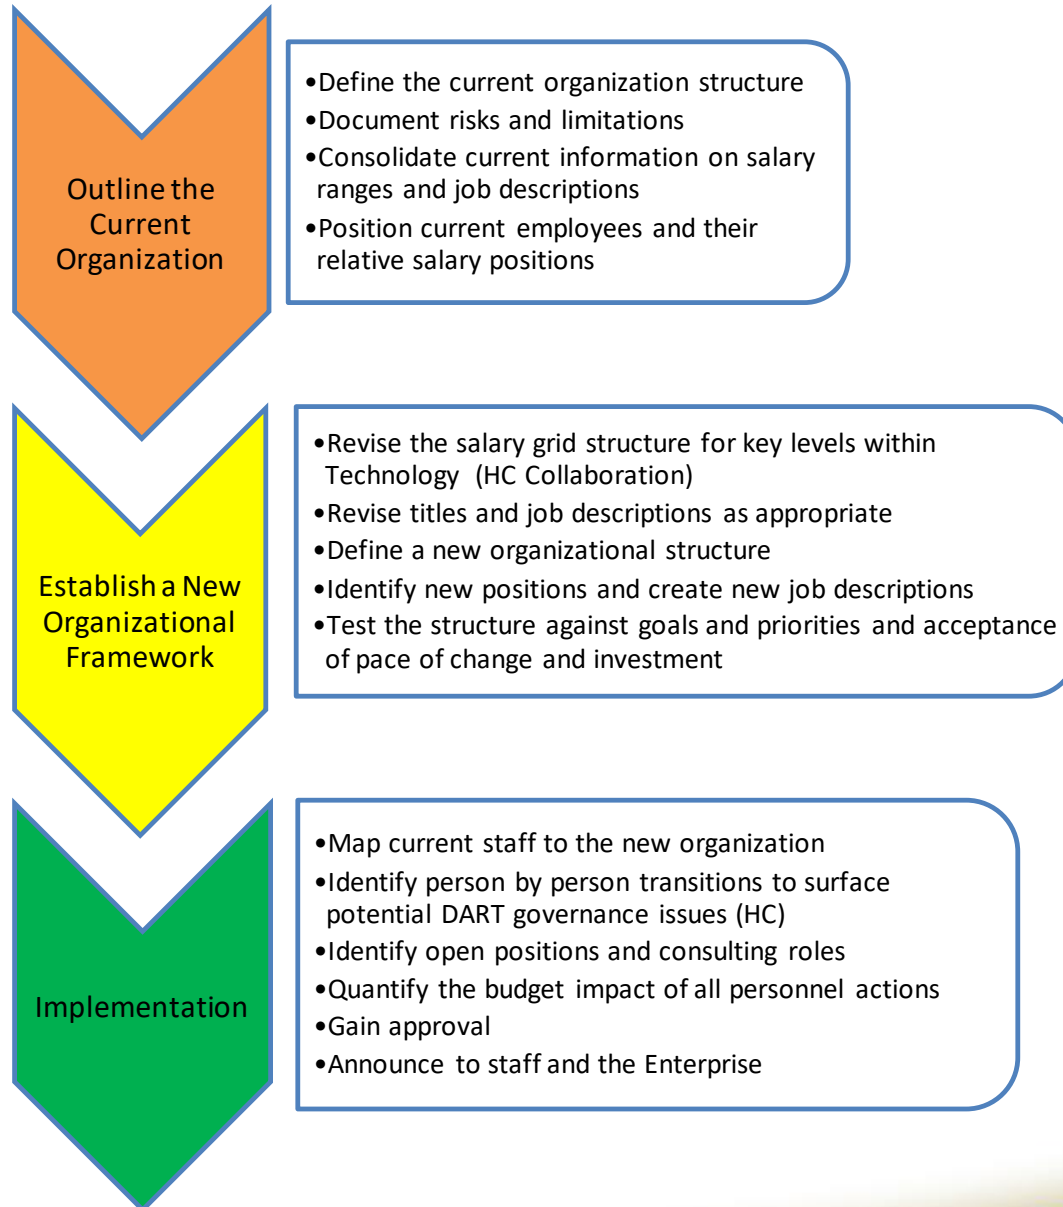 Outline the
Current
Organization
•Define the current organization structure
•Document risks and limitations
•Consolidate current information on salary
ranges and job descriptions
•Position current employees and their
relative salary positions
Establish a New
Organizational
Framework
•Revise the salary grid structure for key levels within
Technology (HC Collaboration)
•Revise titles and job descriptions as appropriate
•Define a new organizational structure
•Identify new positions and create new job descriptions
•Test the structure against goals and priorities and acceptance
of pace of change and investment
Implementation
•Map current staff to the new organization
•Identify person by person transitions to surface
potential DART governance issues (HC)
•Identify open positions and consulting roles
•Quantify the budget impact of all personnel actions
•Gain approval
•Announce to staff and the Enterprise